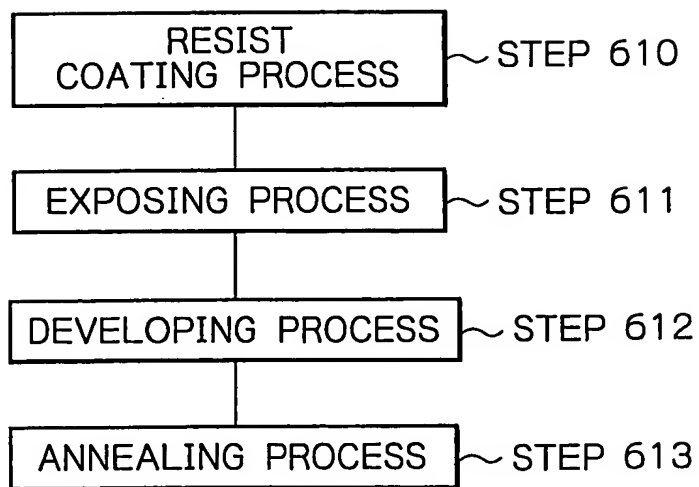 RESIST
COATING PROCESS
STEP 610
EXPOSING PROCESS
STEP 611
DEVELOPING PROCESS
STEP 612
ANNEALING PROCESS
STEP 613